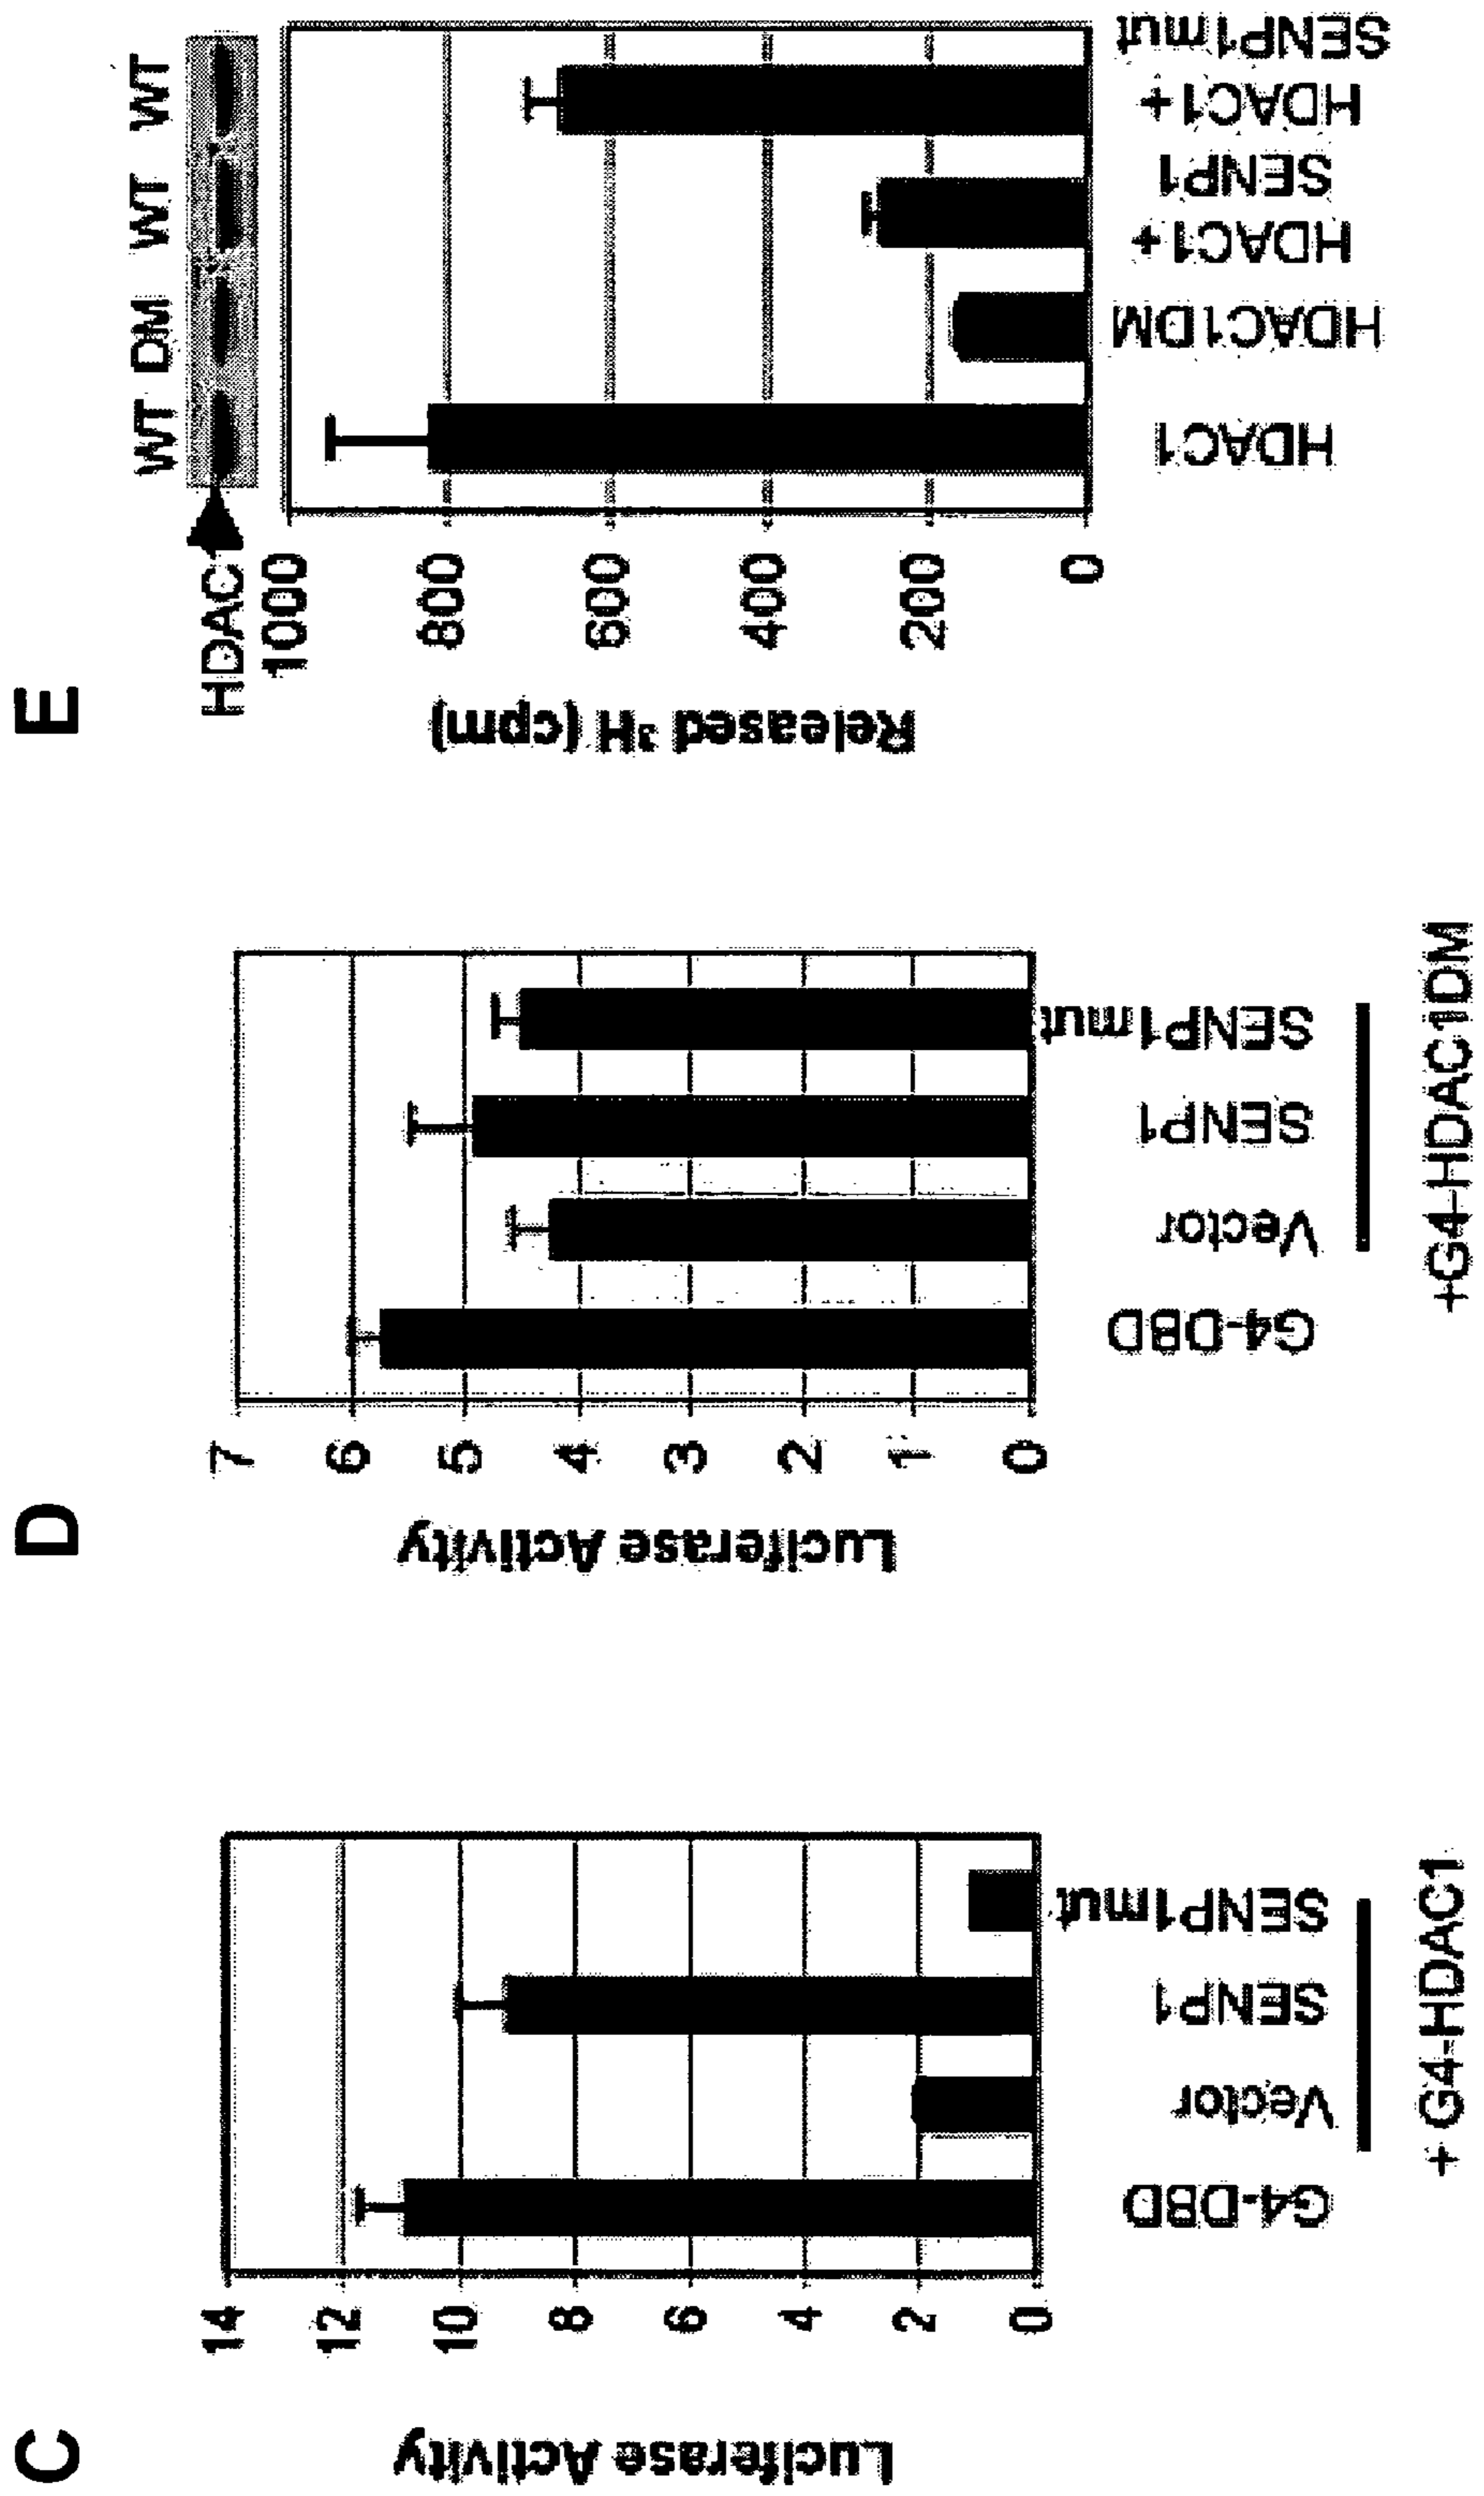 C
Luciferase Activity
14
12
10
8
6
4
2
0
G4-DBD
Vector
SENP1
SENP1mut
+ G4-HDAC1
D
Luciferase Activity
7
6
5
4
3
2
1
0
G4-DBD
Vector
SENP1
SENP1mut
+G4-HDAC1DM
E
WT DM WT WT
HDAC
Released ³H (cpm)
1000
800
600
400
200
0
HDAC1
HDAC1DM
HDAC1+
SENP1
HDAC1+
SENP1mut